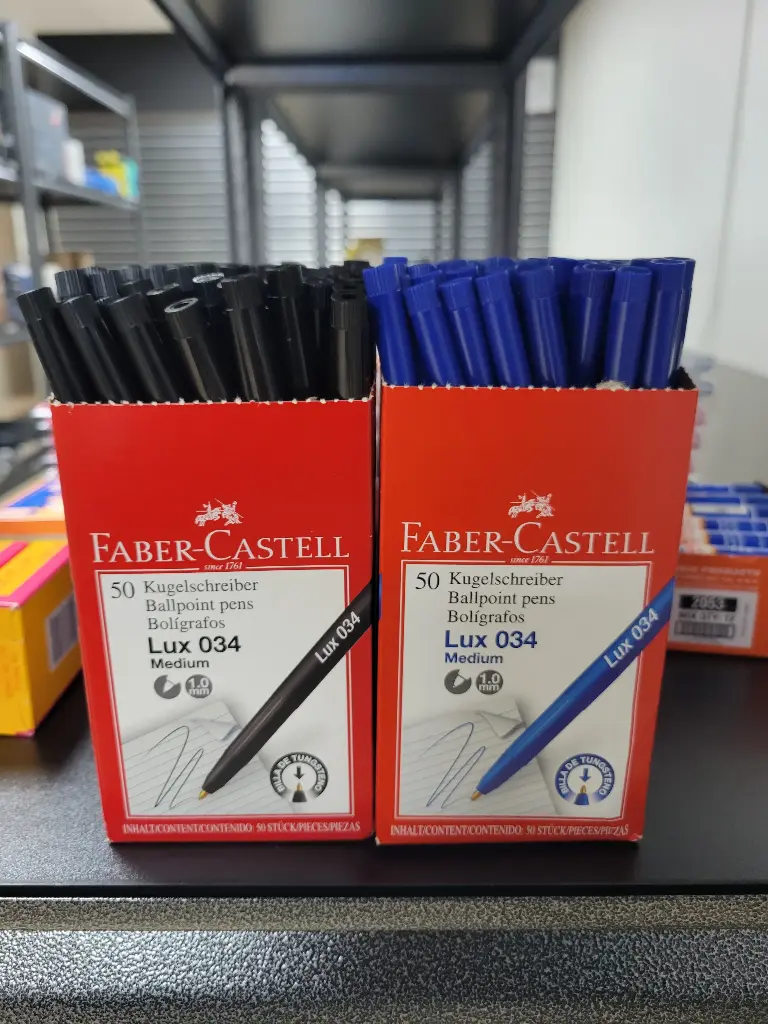 FABER-CASTELL
since 1761
50 Kugelschreiber
Ballpoint pens
Bolígrafos
Lux 034
Medium
1.0
mm
Lux 034
BILLA DE TUNGSTENO
INHALT/CONTENT/CONTENIDO: 50 STÜCK/PIECES/PIEZAS
FABER-CASTELL
since 1761
50 Kugelschreiber
Ballpoint pens
Bolígrafos
Lux 034
Medium
1.0
mm
Lux 034
BILLA DE TUNGSTENO
INHALT/CONTENT/CONTENIDO: 50 STÜCK/PIECES/PIEZAS
PRODUCTS
2053